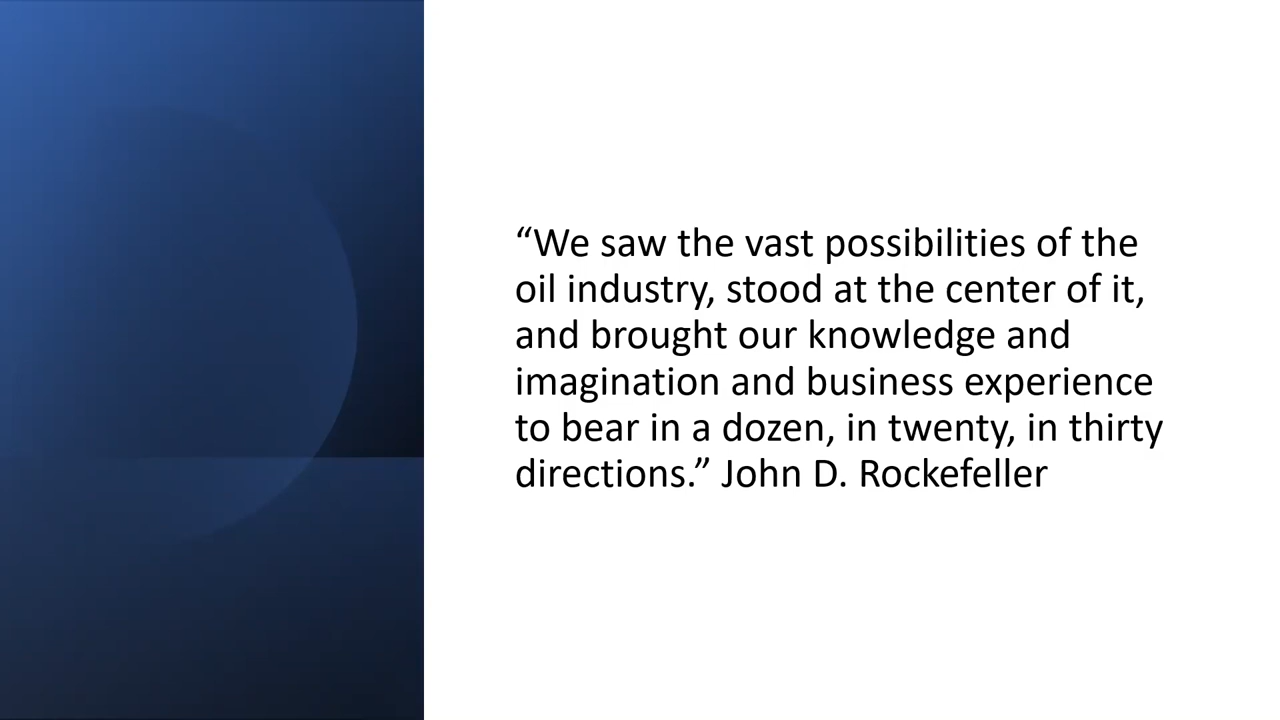 “We saw the vast possibilities of the
oil industry, stood at the center of it,
and brought our knowledge and
imagination and business experience
to bear in a dozen, in twenty, in thirty
directions.” John D. Rockefeller